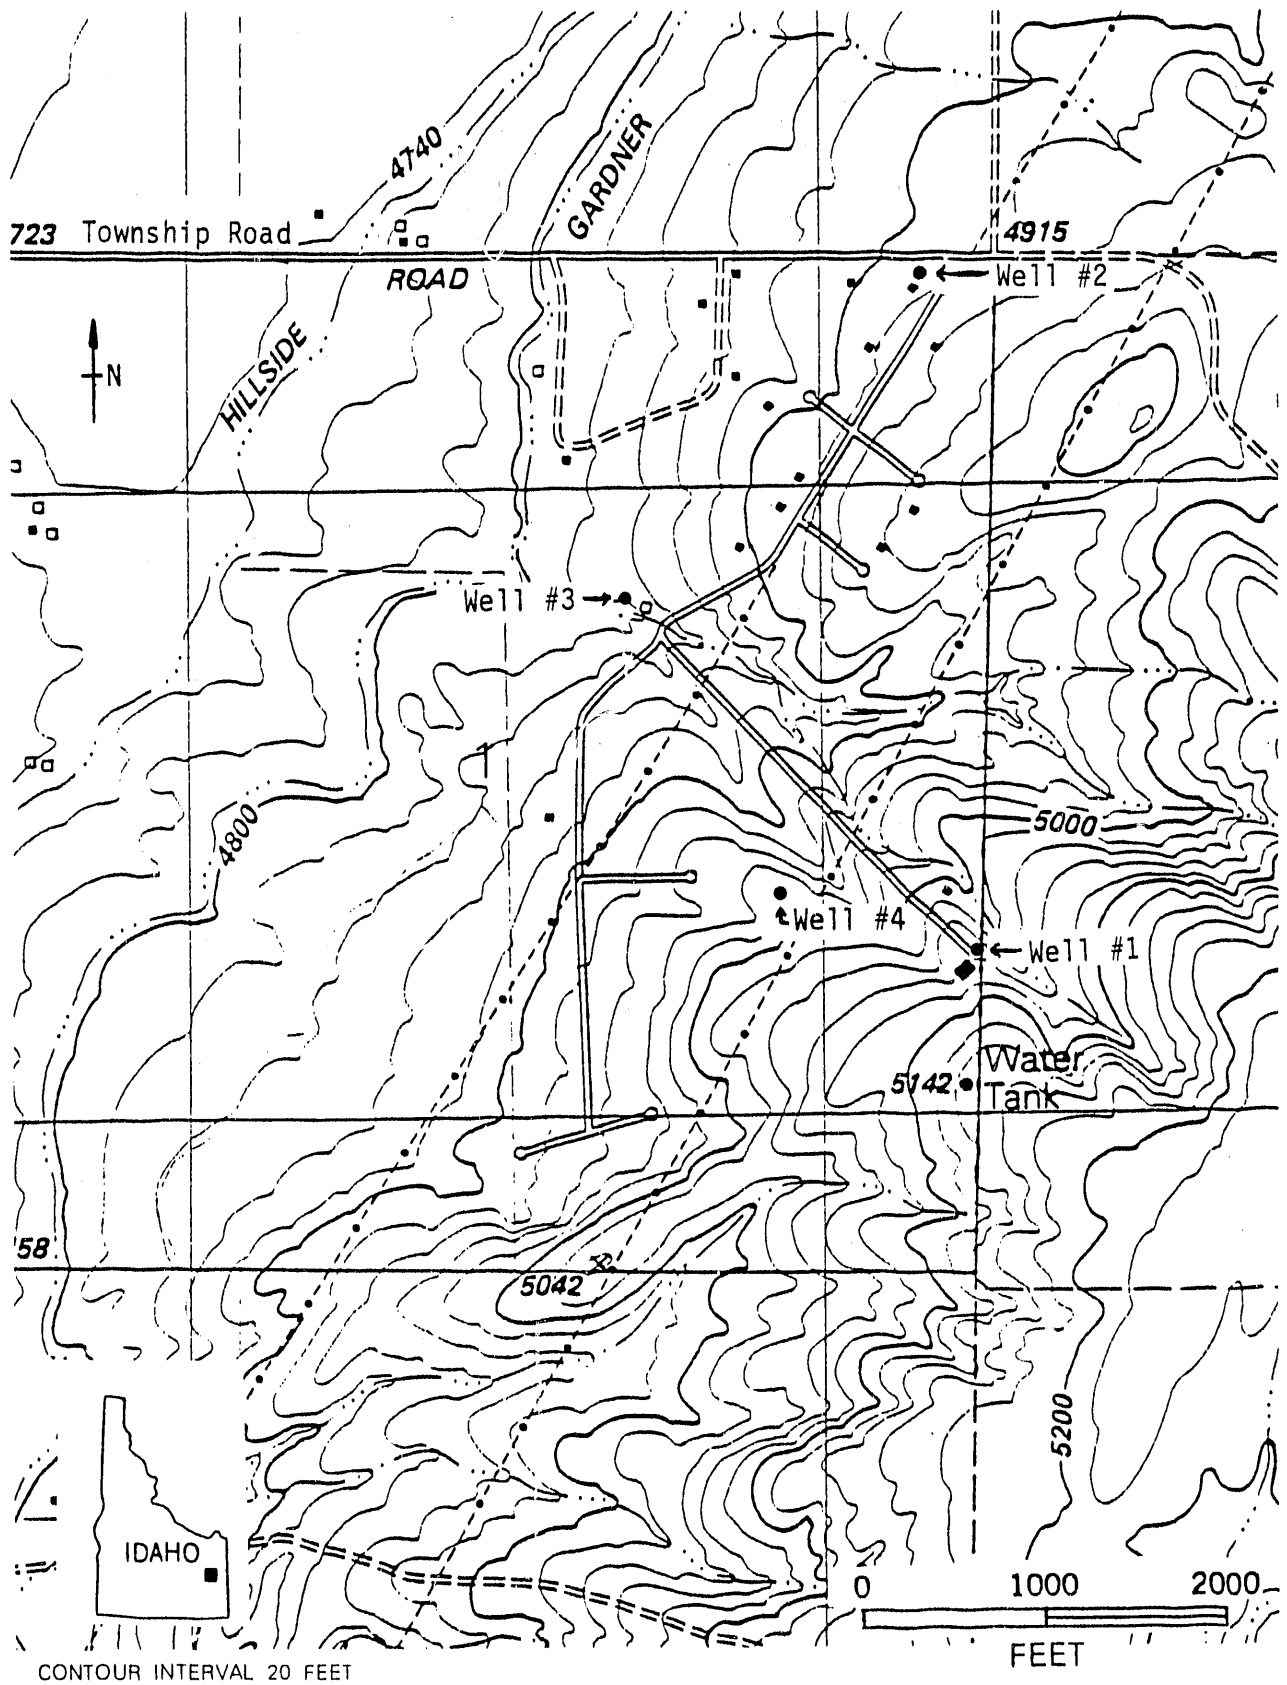 4740
GARDNER
723 Township Road
4915
ROAD
Well #2
N
HILLSIDE
Well #3
5000
4800
Well #4
Well #1
Water
5142
Tank
58
5042
5200
IDAHO
0 1000 2000
FEET
CONTOUR INTERVAL 20 FEET